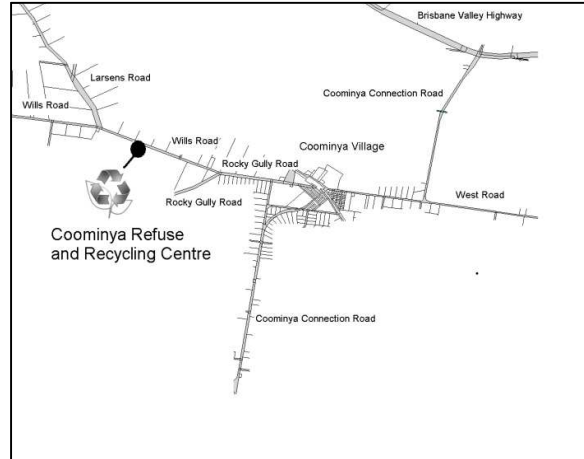 Brisbane Valley Highway
Larsens Road
Coominya Connection Road
Wills Road
Wills Road
Coominya Village
Rocky Gully Road
Rocky Gully Road
West Road
Coominya Refuse
and Recycling Centre
Coominya Connection Road